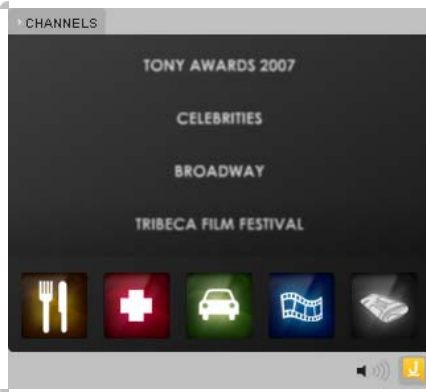 CHANNELS
TONY AWARDS 2007
CELEBRITIES
BROADWAY
TRIBECA FILM FESTIVAL
J